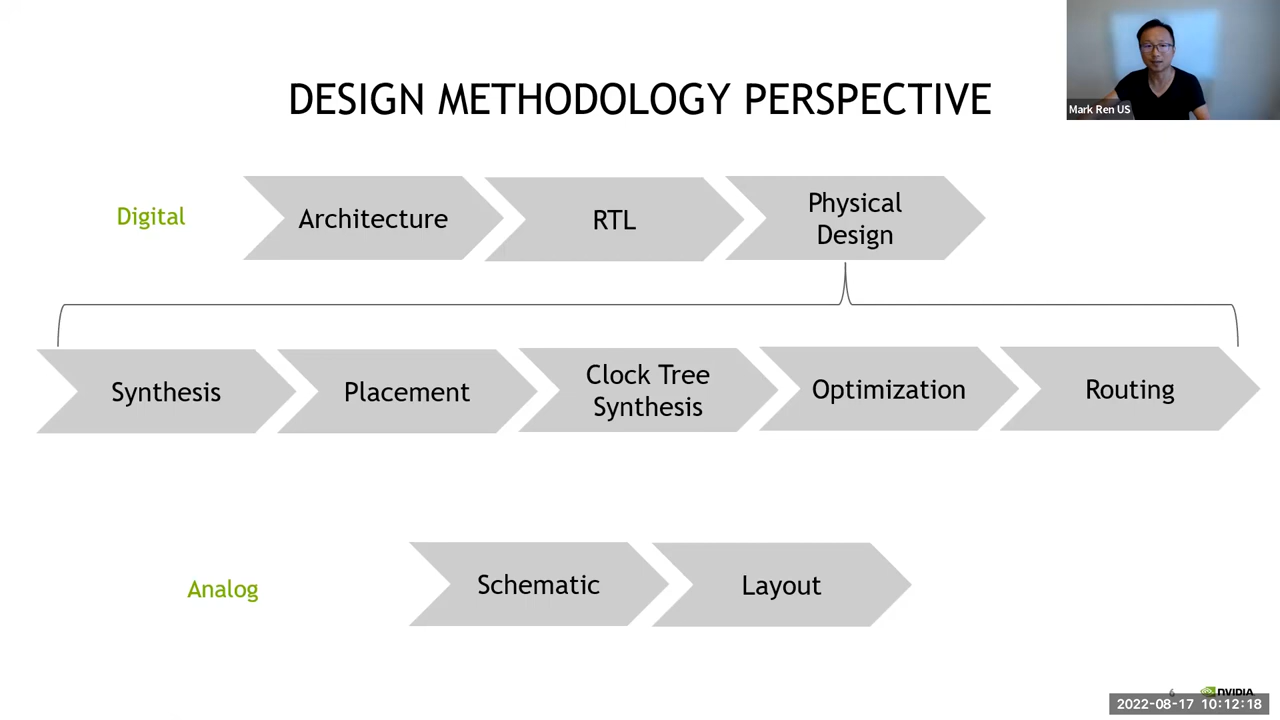 DESIGN METHODOLOGY PERSPECTIVE
Mark Ren US
Digital
Architecture
RTL
Physical
Design
Synthesis
Placement
Clock Tree
Synthesis
Optimization
Routing
Analog
Schematic
Layout
6
NVIDIA.
2022-08-17 10:12:18